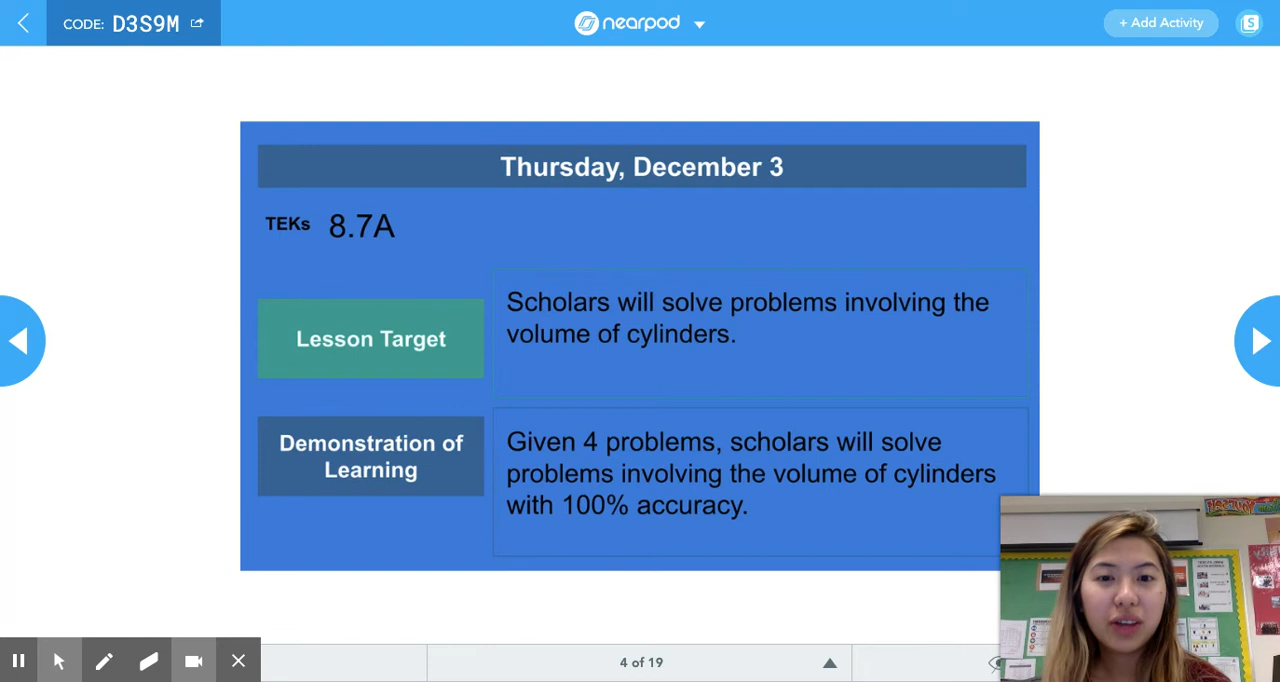 CODE: D3S9M
nearpod
+ Add Activity
S
Thursday, December 3
TEKs 8.7A
Lesson Target
Scholars will solve problems involving the
volume of cylinders.
Demonstration of
Learning
Given 4 problems, scholars will solve
problems involving the volume of cylinders
with 100% accuracy.
4 of 19